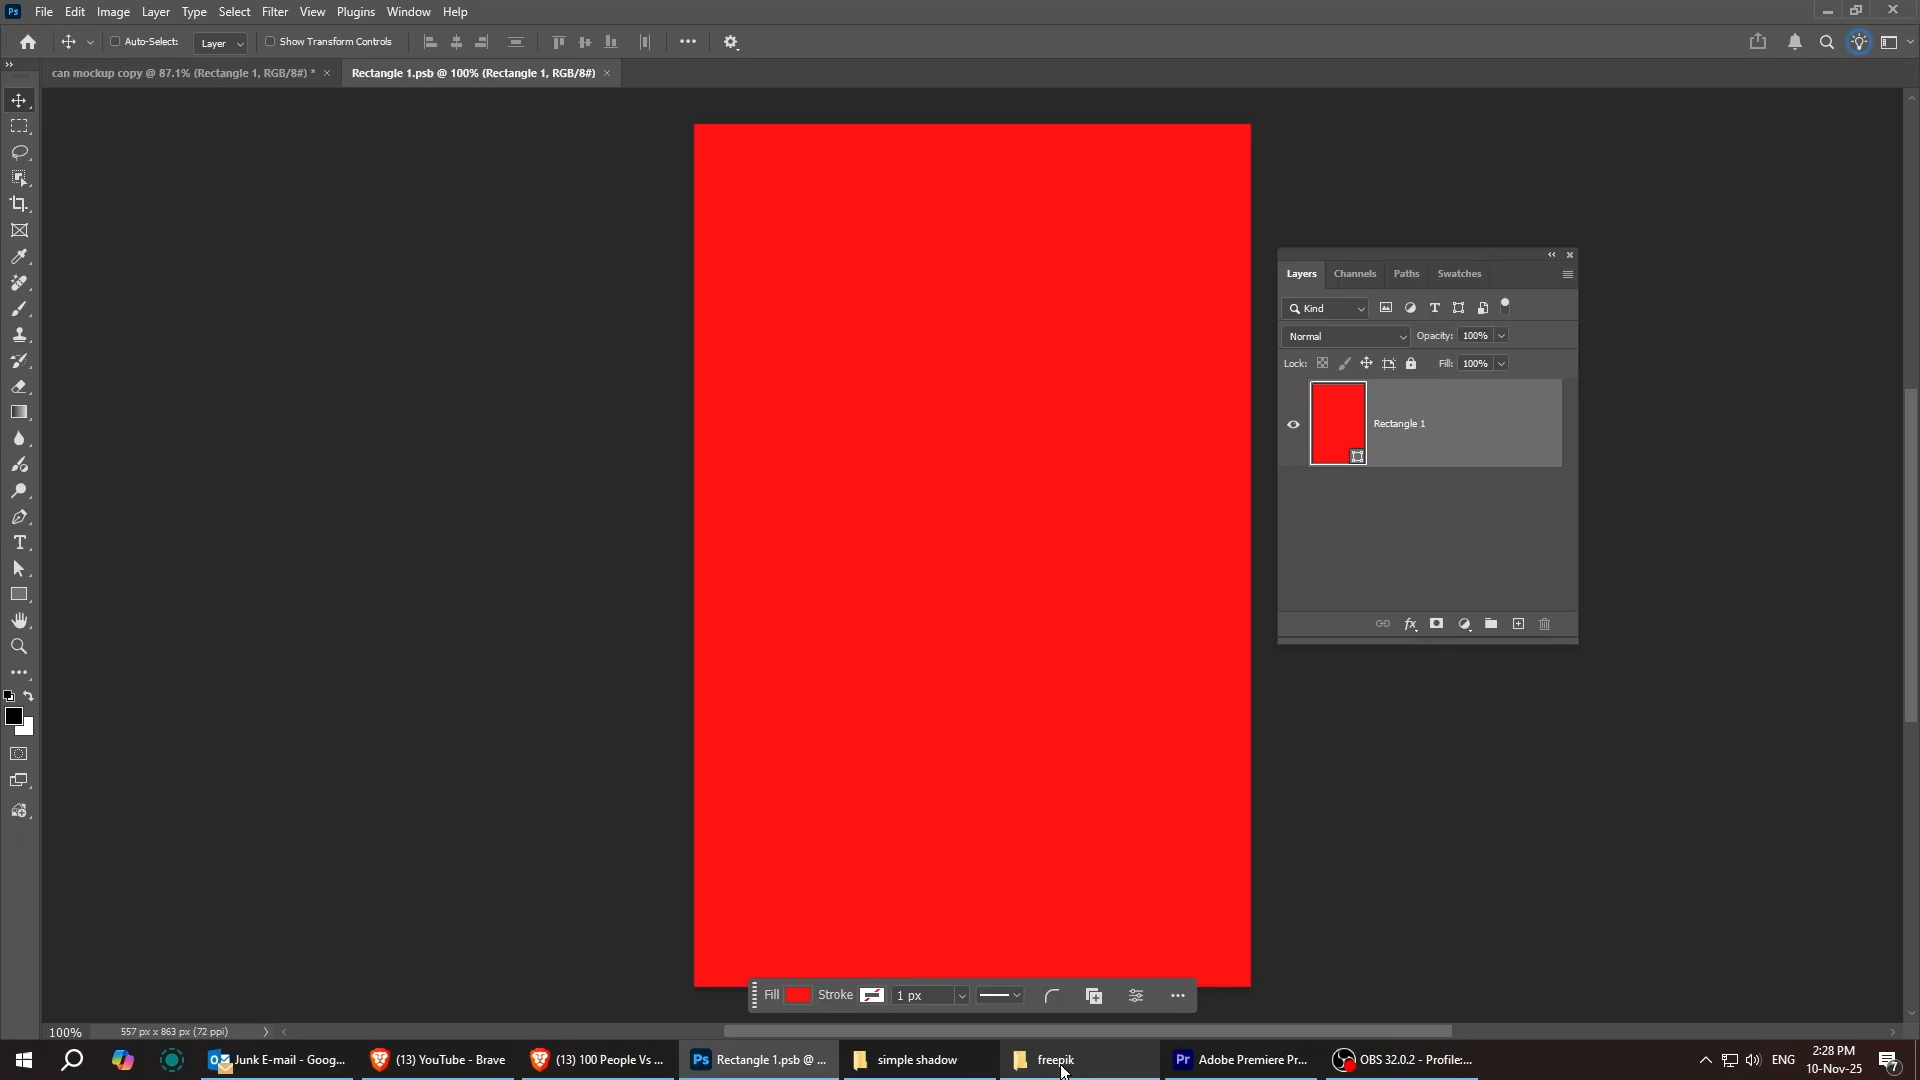 Ps File Edit Image Layer Type Select Filter View Plugins Window Help
Auto-Select: Layer Show Transform Controls
can mockup copy @ 87.1% (Rectangle 1, RGB/8#) * Rectangle 1.psb @ 100% (Rectangle 1, RGB/8#)
Layers Channels Paths Swatches
Kind
Normal Opacity: 100%
Lock: Fill: 100%
Rectangle 1
Fill Stroke 1 px
100% 557 px x 863 px (72 ppi)
Junk E-mail - Goog... (13) YouTube - Brave (13) 100 People Vs ... Ps Rectangle 1.psb @ ... simple shadow freepik Pr Adobe Premiere Pr... OBS 32.0.2 - Profile:... ENG 2:28 PM
10-Nov-25 7